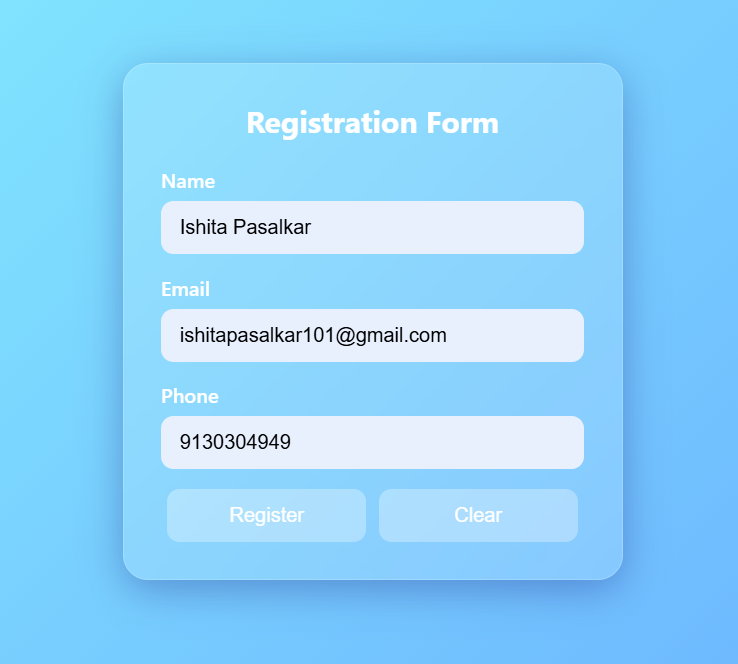 Registration Form
Name
Ishita Pasalkar
Email
ishitapasalkar101@gmail.com
Phone
9130304949
Register Clear